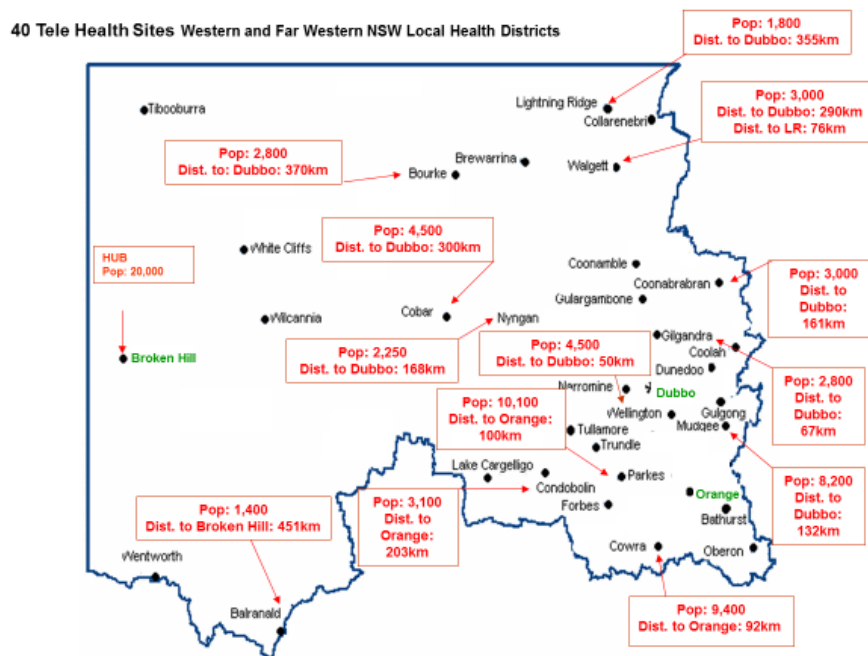 40 Tele Health Sites Western and Far Western NSW Local Health Districts
Pop: 1,800
Dist. to Dubbo: 355km
Tibooburra
Lightning Ridge
Collarenebri
Pop: 3,000
Dist. to Dubbo: 290km
Dist. to LR: 76km
Pop: 2,800
Dist. to: Dubbo: 370km
Brewarrina
Bourke
Walgett
White Cliffs
Pop: 4,500
Dist. to Dubbo: 300km
HUB
Pop: 20,000
Coonamble
Coonabrabran
Gulargambone
Pop: 3,000
Dist. to
Dubbo:
161km
Wilcannia
Cobar
Nyngan
Broken Hill
Pop: 2,250
Dist. to Dubbo: 168km
Pop: 4,500
Dist. to Dubbo: 50km
Gilgandra
Coolah
Dunedoo
Narromine
Dubbo
Pop: 2,800
Dist. to
Dubbo:
67km
Pop: 10,100
Dist. to Orange:
100km
Wellington
Gulgong
Mudgee
Tullamore
Trundle
Lake Cargelligo
Condobolin
Parkes
Orange
Pop: 8,200
Dist. to
Dubbo:
132km
Pop: 3,100
Dist. to
Orange:
203km
Forbes
Bathurst
Pop: 1,400
Dist. to Broken Hill: 451km
Wentworth
Cowra
Oberon
Balranald
Pop: 9,400
Dist. to Orange: 92km